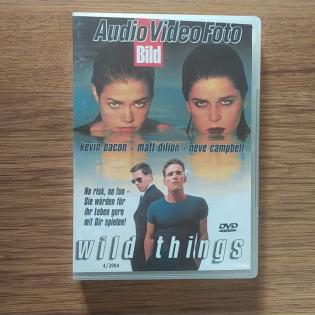 Audio Video Foto
Bild
kevin bacon - matt dillon - neve campbell
No risk, no fun -
Sie würden für
ihr Leben gern
mit Dir spielen!
DVD
VIDEO
wild things
4/2004